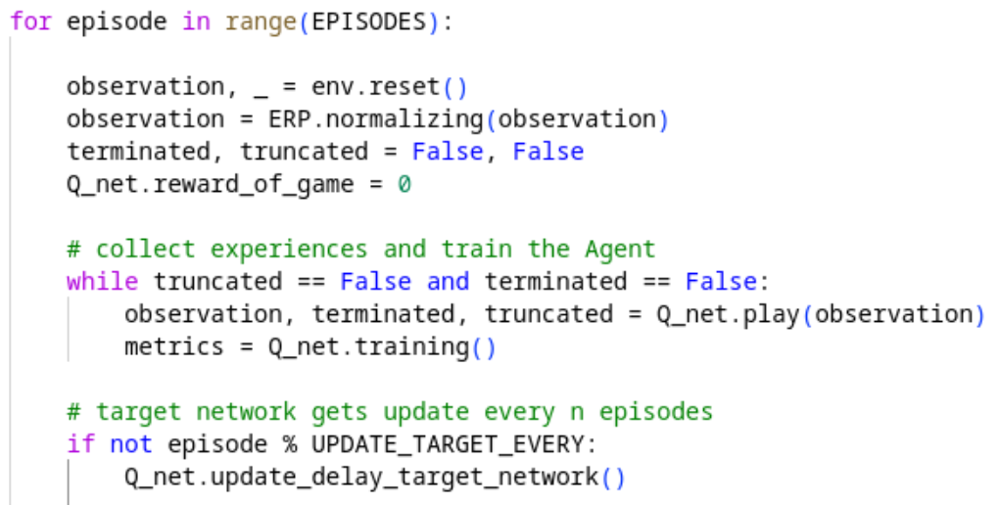 for episode in range(EPISODES):
observation, _ = env.reset()
observation = ERP.normalizing(observation)
terminated, truncated = False, False
Q_net.reward_of_game = 0
# collect experiences and train the Agent
while truncated == False and terminated == False:
observation, terminated, truncated = Q_net.play(observation)
metrics = Q_net.training()
# target network gets update every n episodes
if not episode % UPDATE_TARGET_EVERY:
Q_net.update_delay_target_network()